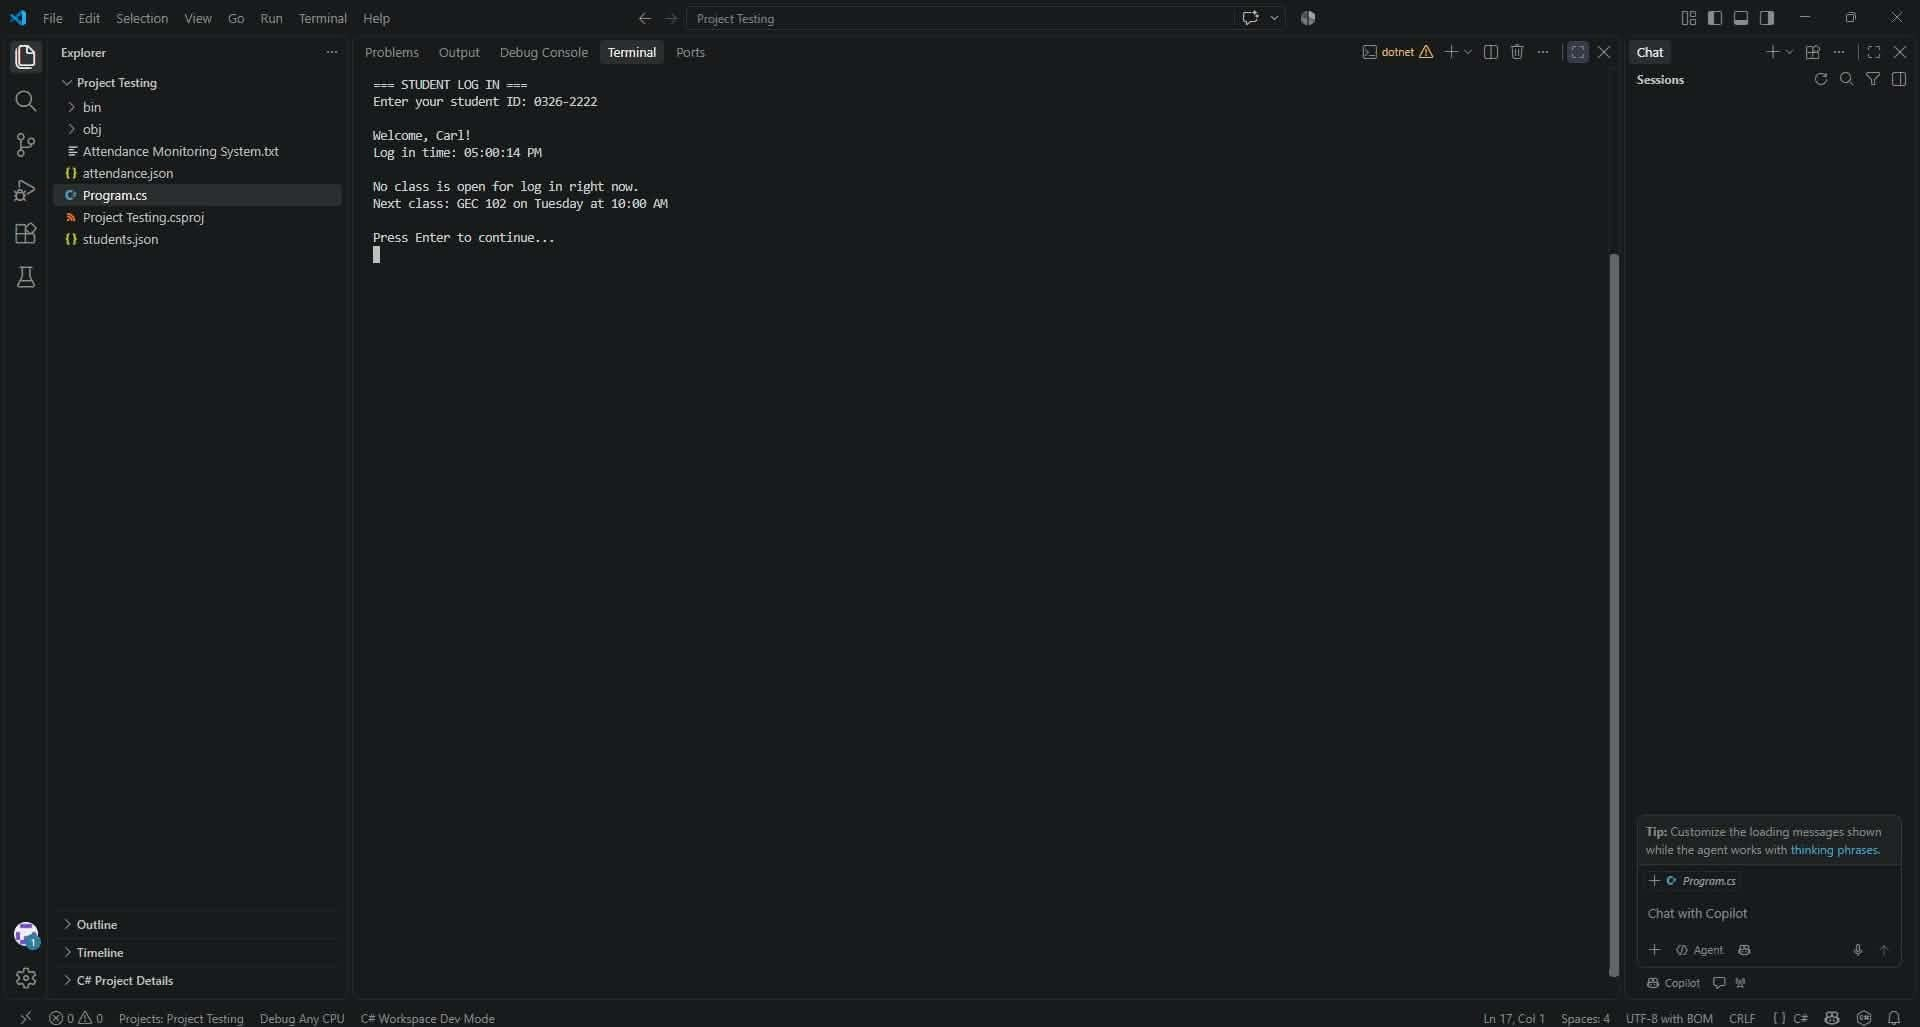 File Edit Selection View Go Run Terminal Help
Project Testing
Explorer
Project Testing
bin
obj
Attendance Monitoring System.txt
{} attendance.json
Program.cs
Project Testing.csproj
{} students.json
Outline
Timeline
C# Project Details
Problems Output Debug Console Terminal Ports
dotnet
=== STUDENT LOG IN ===
Enter your student ID: 0326-2222
Welcome, Carl!
Log in time: 05:00:14 PM
No class is open for log in right now.
Next class: GEC 102 on Tuesday at 10:00 AM
Press Enter to continue...
Chat
Sessions
Tip: Customize the loading messages shown
while the agent works with thinking phrases.
Program.cs
Chat with Copilot
Agent
Copilot
1
0 0 Projects: Project Testing Debug Any CPU C# Workspace Dev Mode Ln 17, Col 1 Spaces: 4 UTF-8 with BOM CRLF {} C#